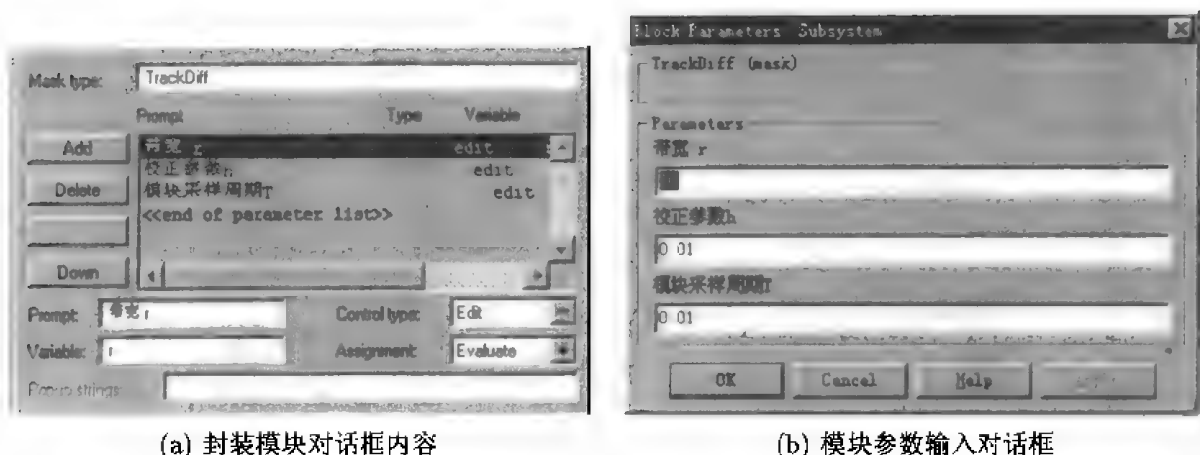 Mask type:
TrackDiff
Prompt Type Variable
Add
Delete
Down
带宽 r edit
校正参数h edit
模块采样周期T edit
<<end of parameter list>>
Prompt: 带宽 r
Control type: Edit
Variable: r
Assignment: Evaluate
Popup strings:
(a) 封装模块对话框内容
Block Parameters Subsystem
TrackDiff (mask)
Parameters
带宽 r
校正参数h
0 01
模块采样周期T
0 01
OK Cancel Help
(b) 模块参数输入对话框